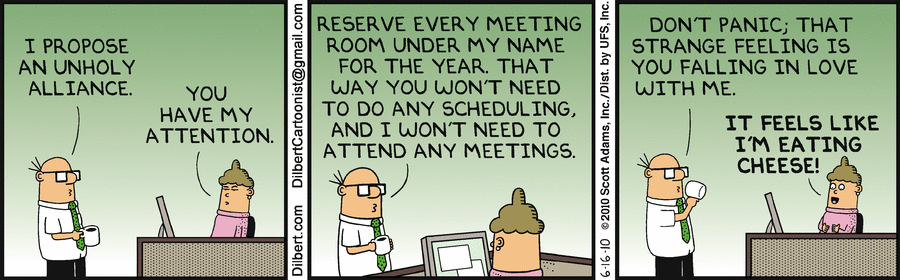 I PROPOSE
AN UNHOLY
ALLIANCE.
YOU
HAVE MY
ATTENTION.
Dilbert.com DilbertCartoonist@gmail.com
RESERVE EVERY MEETING
ROOM UNDER MY NAME
FOR THE YEAR. THAT
WAY YOU WON'T NEED
TO DO ANY SCHEDULING,
AND I WON'T NEED TO
ATTEND ANY MEETINGS.
6-16-10 ©2010 Scott Adams, Inc./Dist. by UFS, Inc.
DON'T PANIC; THAT
STRANGE FEELING IS
YOU FALLING IN LOVE
WITH ME.
IT FEELS LIKE
I'M EATING
CHEESE!